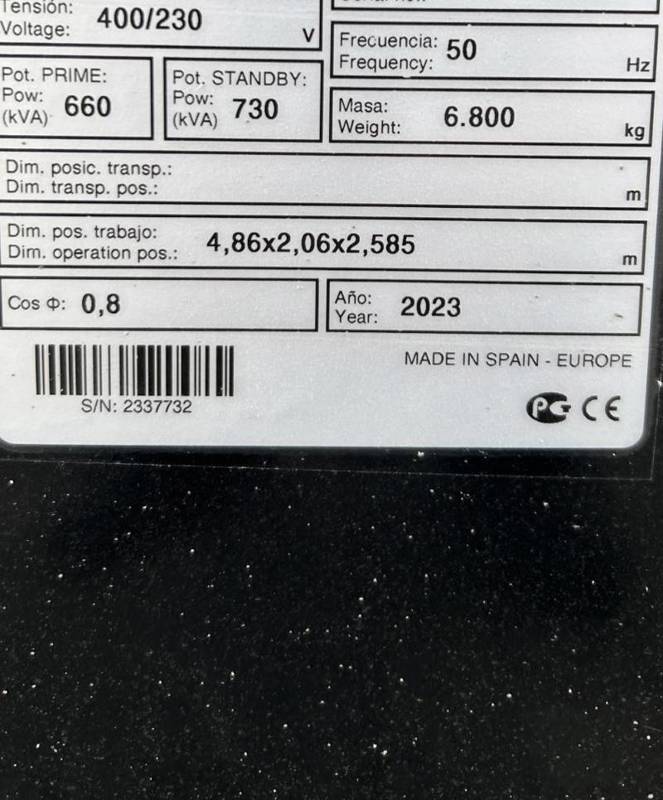 Tensión:
Voltage: 400/230 V
Frecuencia:
Frequency: 50 Hz
Pot. PRIME:
Pow:
(kVA) 660
Pot. STANDBY:
Pow:
(kVA) 730
Masa:
Weight: 6.800 kg
Dim. posic. transp.:
Dim. transp. pos.: m
Dim. pos. trabajo:
Dim. operation pos.: 4,86x2,06x2,585 m
Cos Φ: 0,8
Año:
Year: 2023
MADE IN SPAIN - EUROPE
S/N: 2337732
PG CE